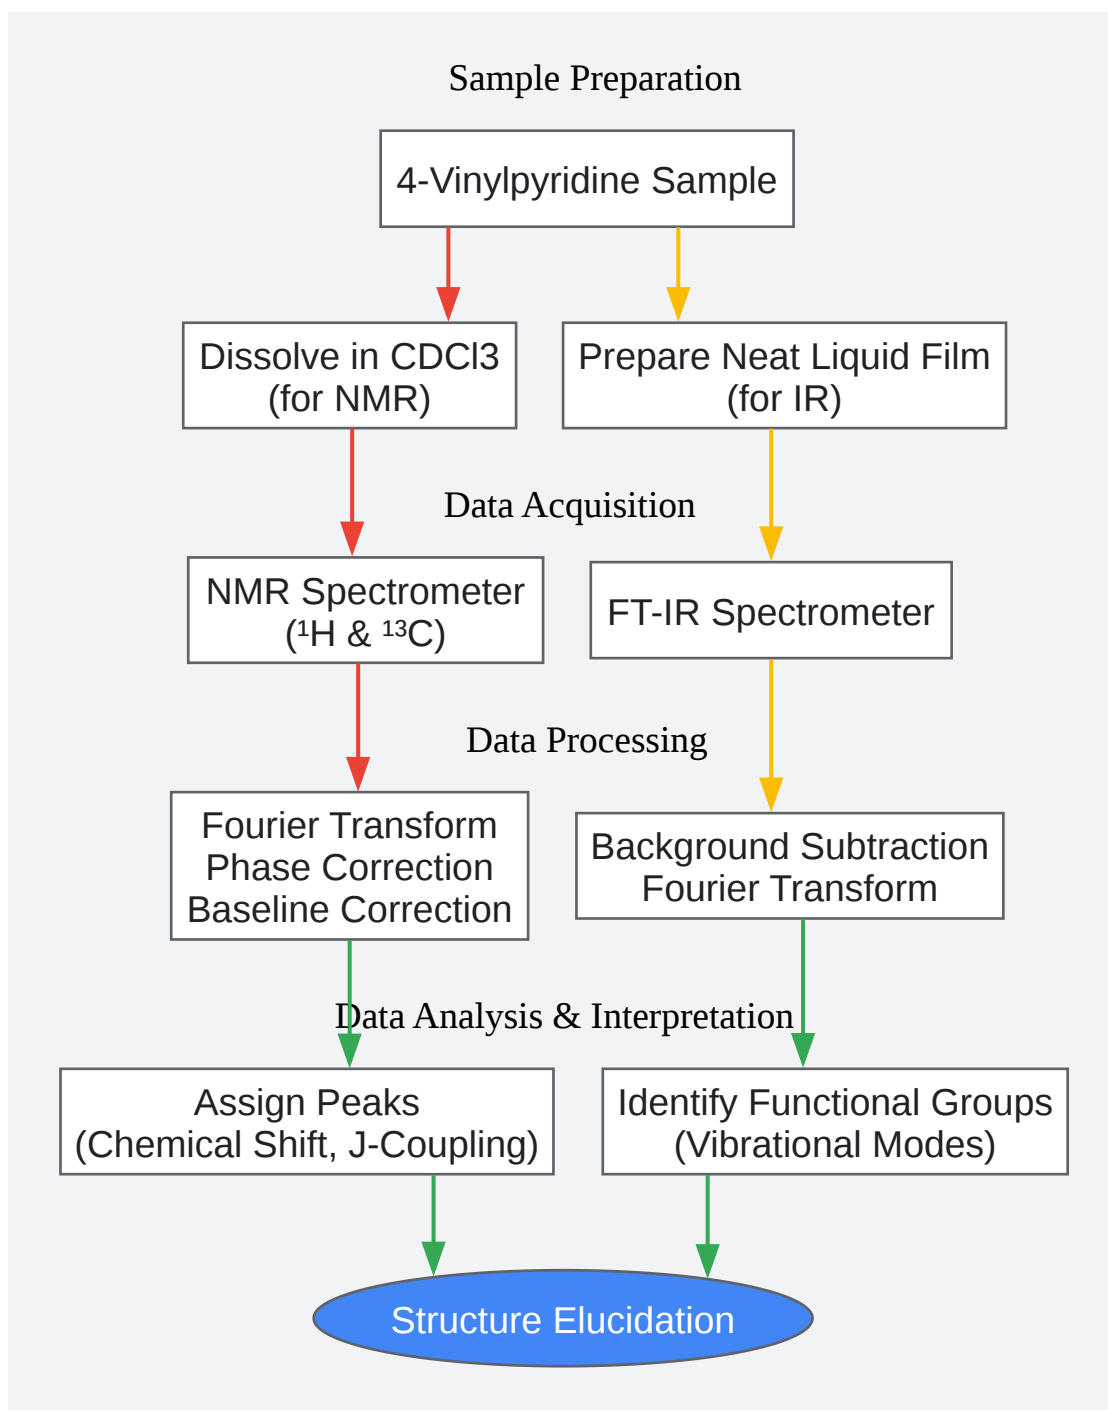 Sample Preparation
4-Vinylpyridine Sample
Dissolve in CDCl3
(for NMR)
Prepare Neat Liquid Film
(for IR)
Data Acquisition
NMR Spectrometer
(¹H & ¹³C)
FT-IR Spectrometer
Data Processing
Fourier Transform
Phase Correction
Baseline Correction
Background Subtraction
Fourier Transform
Data Analysis & Interpretation
Assign Peaks
(Chemical Shift, J-Coupling)
Identify Functional Groups
(Vibrational Modes)
Structure Elucidation